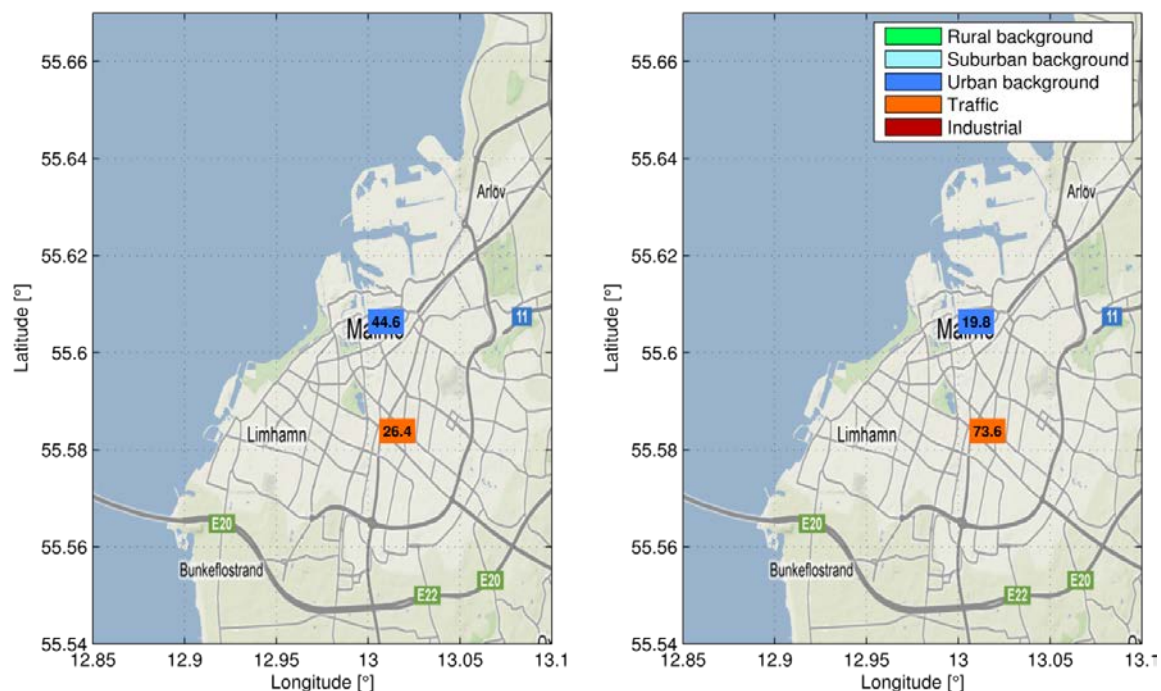 55.66
55.64
55.62
55.6
55.58
55.56
55.54
Latitude [°]
Arlöv
11
44.6
26.4
Limhamn
E20
Bunkeflostrand
E22
E20
12.85
12.9
12.95
13
13.05
13.1
Longitude [°]
Rural background
Suburban background
Urban background
Traffic
Industrial
55.66
55.64
55.62
55.6
55.58
55.56
55.54
Latitude [°]
Arlöv
11
19.8
73.6
Limhamn
E20
Bunkeflostrand
E22
E20
12.85
12.9
12.95
13
13.05
13.1
Longitude [°]